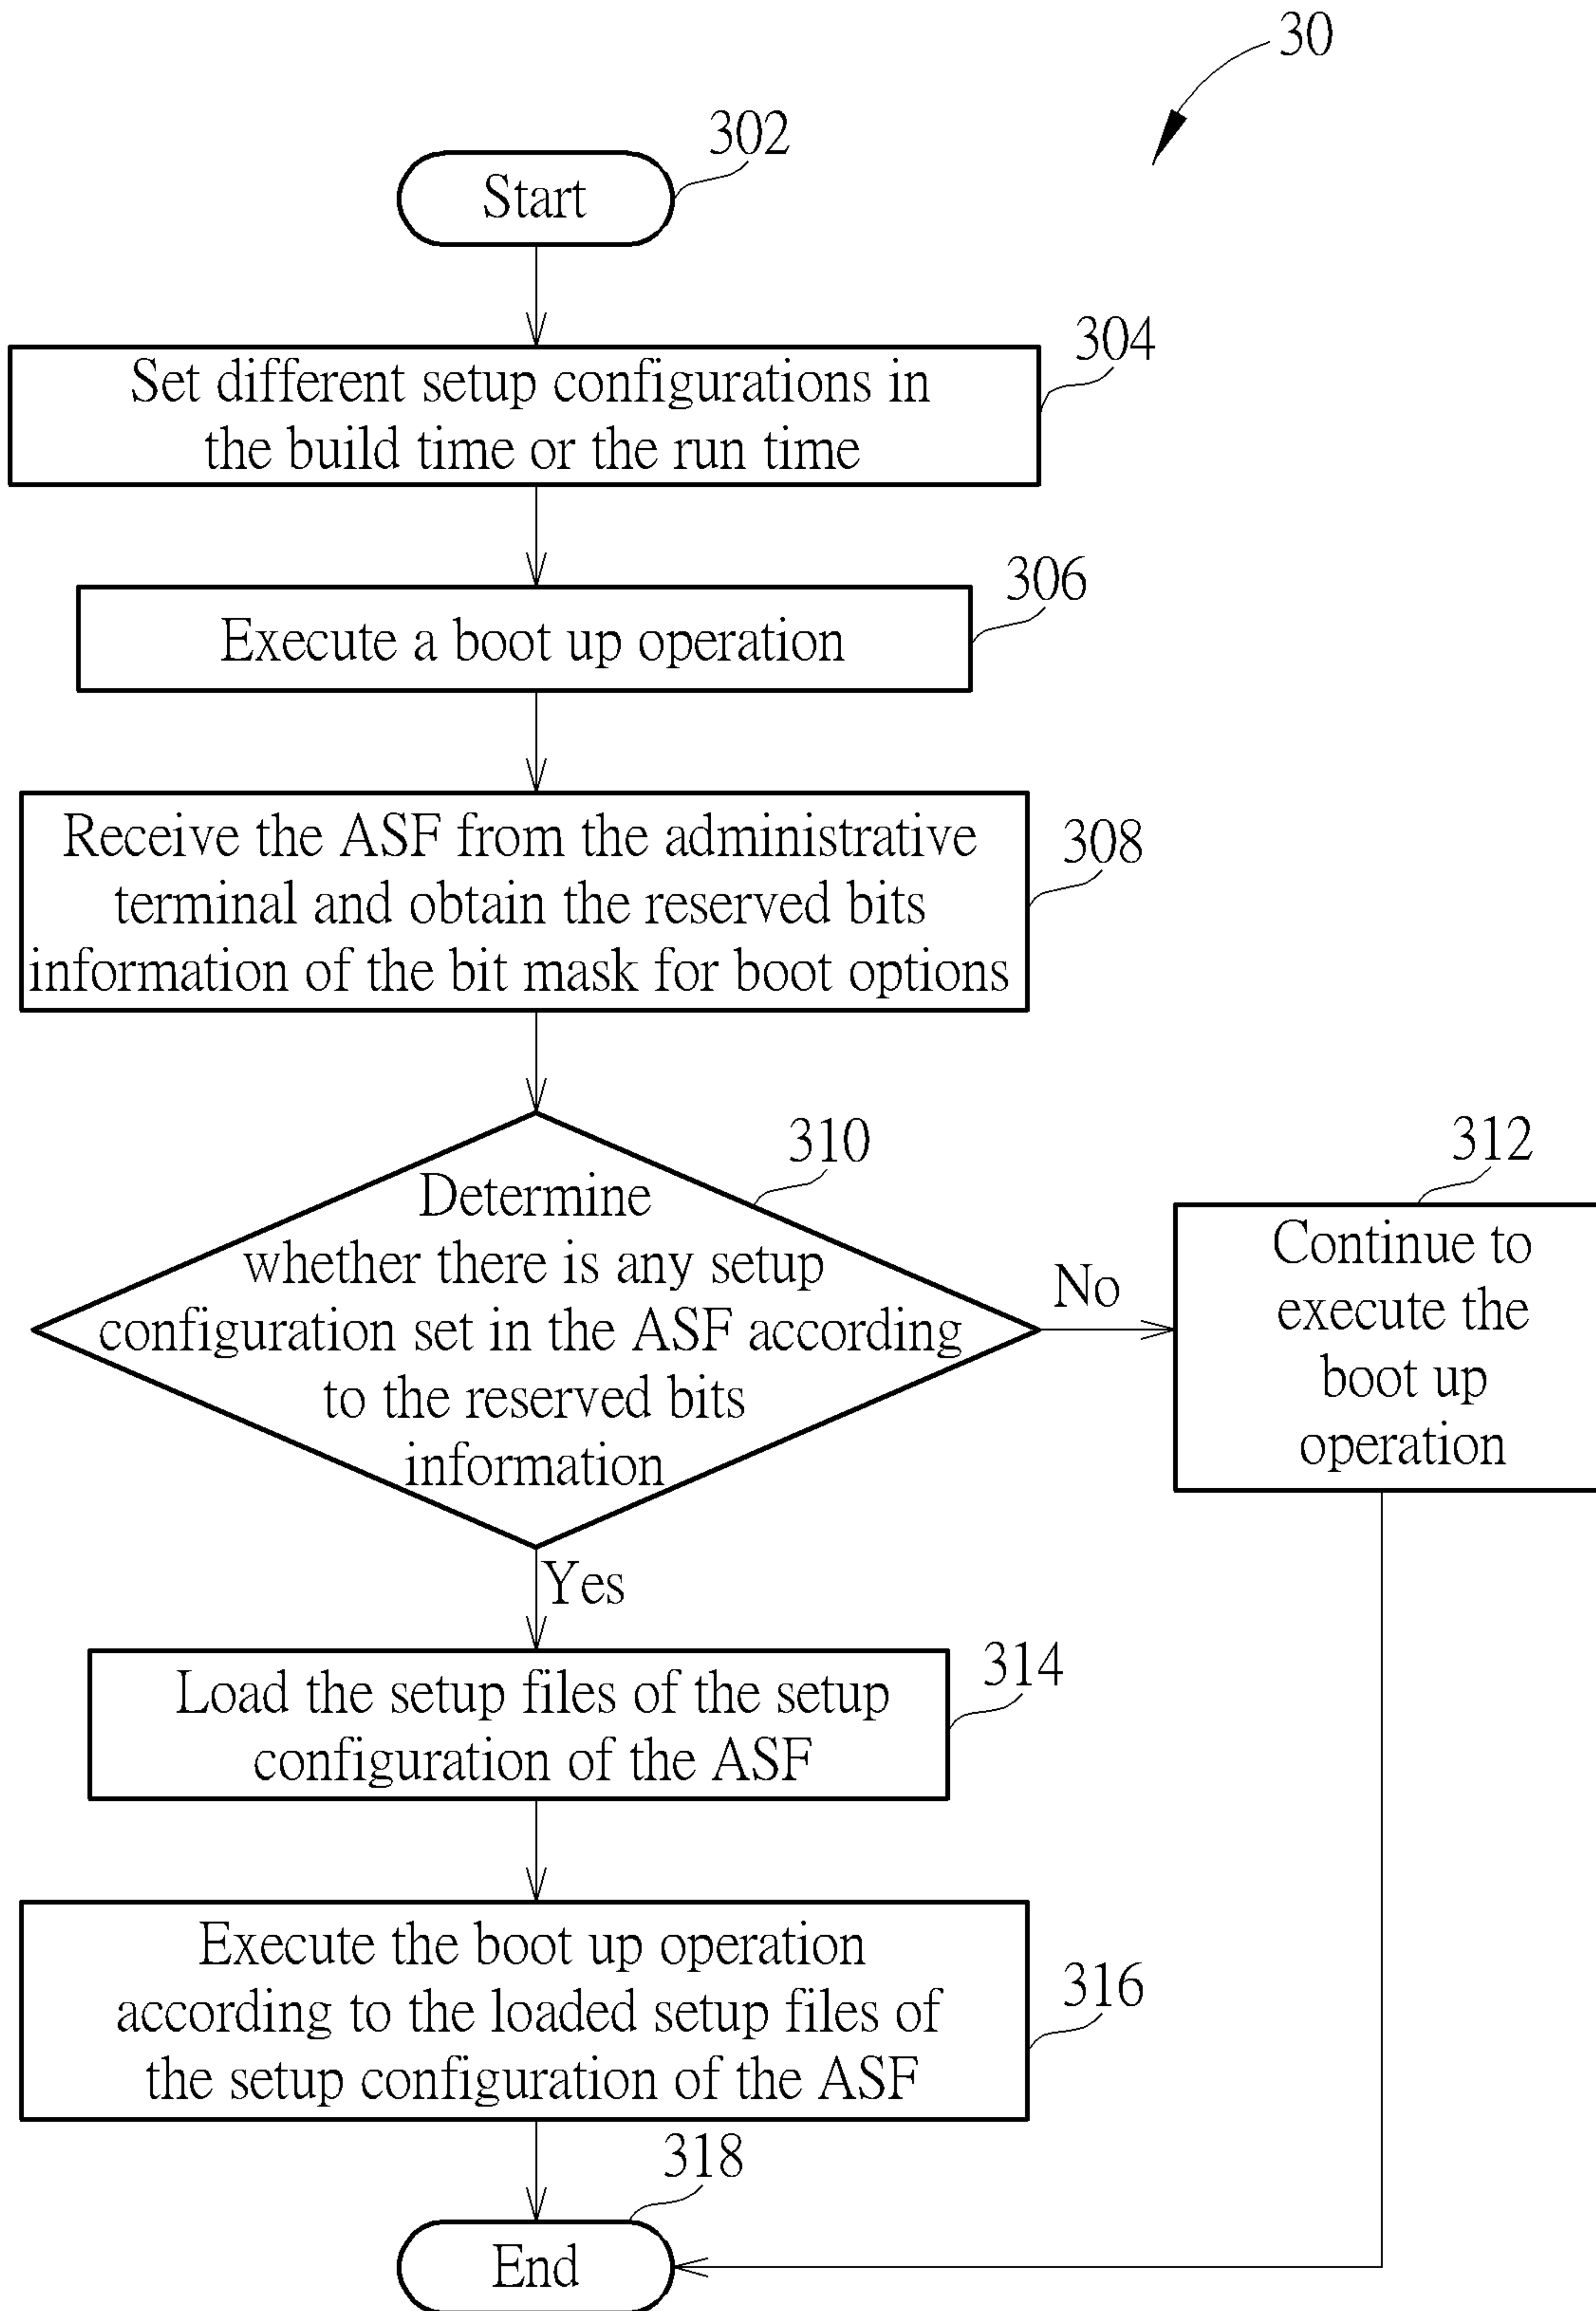 30
302
Start
304
Set different setup configurations in
the build time or the run time
306
Execute a boot up operation
308
Receive the ASF from the administrative
terminal and obtain the reserved bits
information of the bit mask for boot options
310
Determine
whether there is any setup
configuration set in the ASF according
to the reserved bits
information
No
312
Continue to
execute the
boot up
operation
Yes
314
Load the setup files of the setup
configuration of the ASF
316
Execute the boot up operation
according to the loaded setup files of
the setup configuration of the ASF
318
End